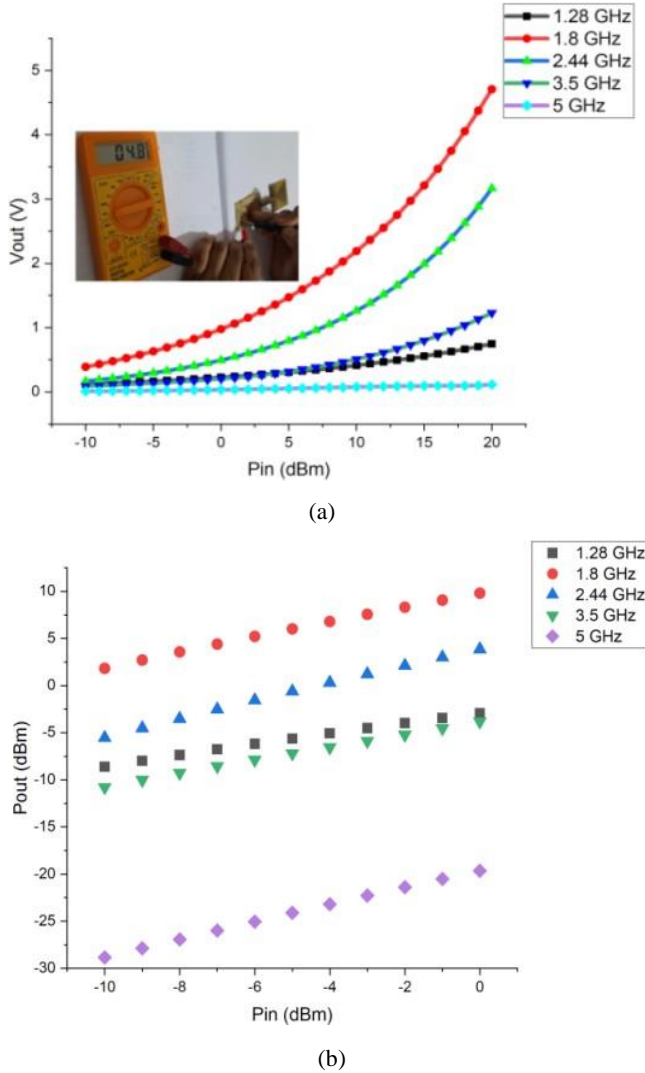 1.28 GHz
1.8 GHz
2.44 GHz
3.5 GHz
5 GHz
5
4
3
2
1
0
Vout (V)
04.8
-10 -5 0 5 10 15 20
Pin (dBm)
(a)
1.28 GHz
1.8 GHz
2.44 GHz
3.5 GHz
5 GHz
10
5
0
-5
-10
-15
-20
-25
-30
Pout (dBm)
-10 -8 -6 -4 -2 0
Pin (dBm)
(b)